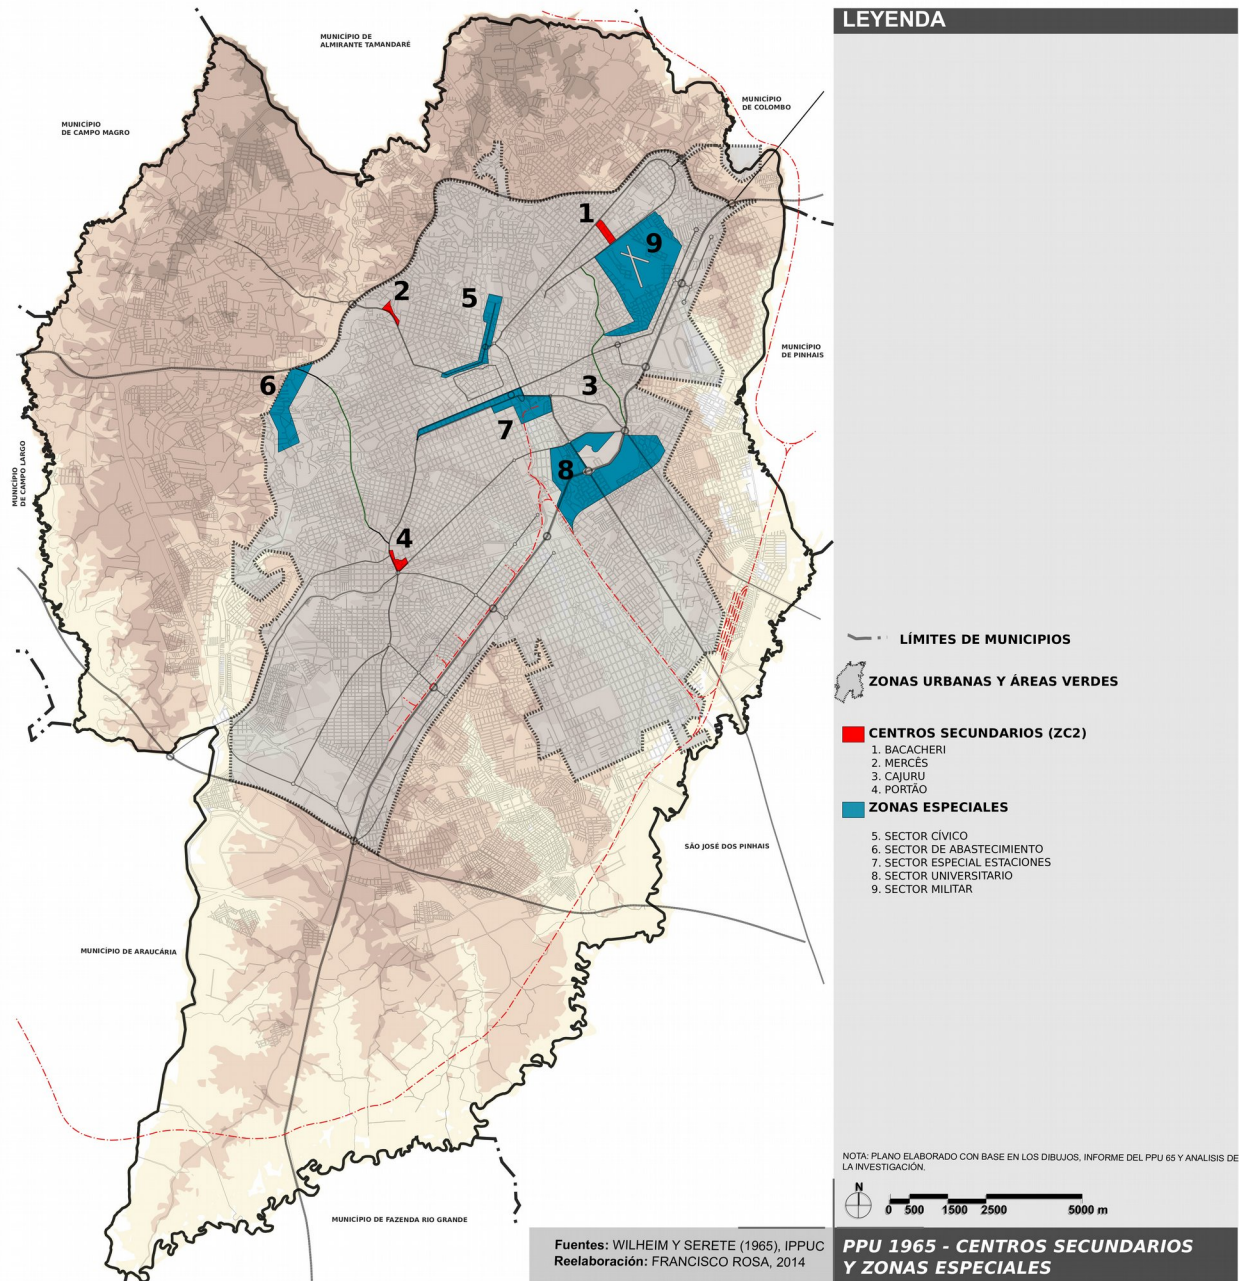 LEYENDA
MUNICÍPIO DE
ALMIRANTE TAMANDARÉ
MUNICÍPIO
DE COLOMBO
MUNICÍPIO
DE CAMPO MAGRO
1
9
2
5
MUNICÍPIO
DE PINHAIS
6
3
7
MUNICÍPIO
DE CAMPO LARGO
8
4
SÃO JOSÉ DOS PINHAIS
MUNICÍPIO DE ARAUCÁRIA
MUNICÍPIO DE FAZENDA RIO GRANDE
LÍMITES DE MUNICIPIOS
ZONAS URBANAS Y ÁREAS VERDES
CENTROS SECUNDARIOS (ZC2)
1. BACACHERI
2. MERCÊS
3. CAJURU
4. PORTÃO
ZONAS ESPECIALES
5. SECTOR CÍVICO
6. SECTOR DE ABASTECIMIENTO
7. SECTOR ESPECIAL ESTACIONES
8. SECTOR UNIVERSITARIO
9. SECTOR MILITAR
NOTA: PLANO ELABORADO CON BASE EN LOS DIBUJOS, INFORME DEL PPU 65 Y ANALISIS DE
LA INVESTIGACIÓN.
N
0 500 1500 2500 5000 m
Fuentes: WILHEIM Y SERETE (1965), IPPUC
Reelaboración: FRANCISCO ROSA, 2014
PPU 1965 - CENTROS SECUNDARIOS
Y ZONAS ESPECIALES